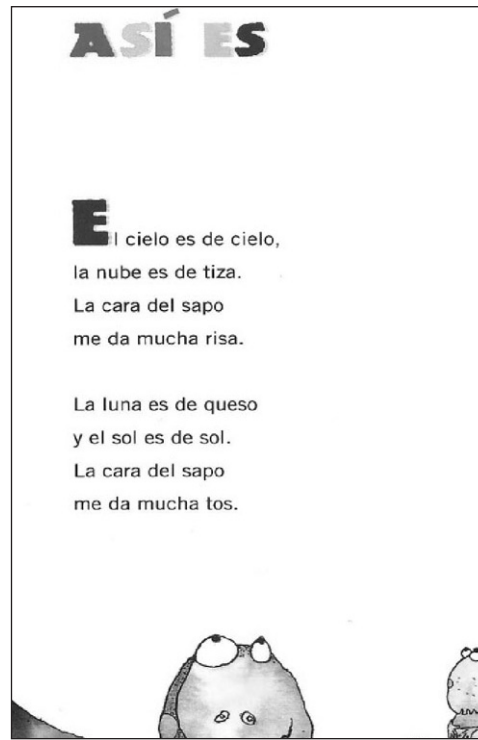 ASÍ ES
El cielo es de cielo,
la nube es de tiza.
La cara del sapo
me da mucha risa.
La luna es de queso
y el sol es de sol.
La cara del sapo
me da mucha tos.